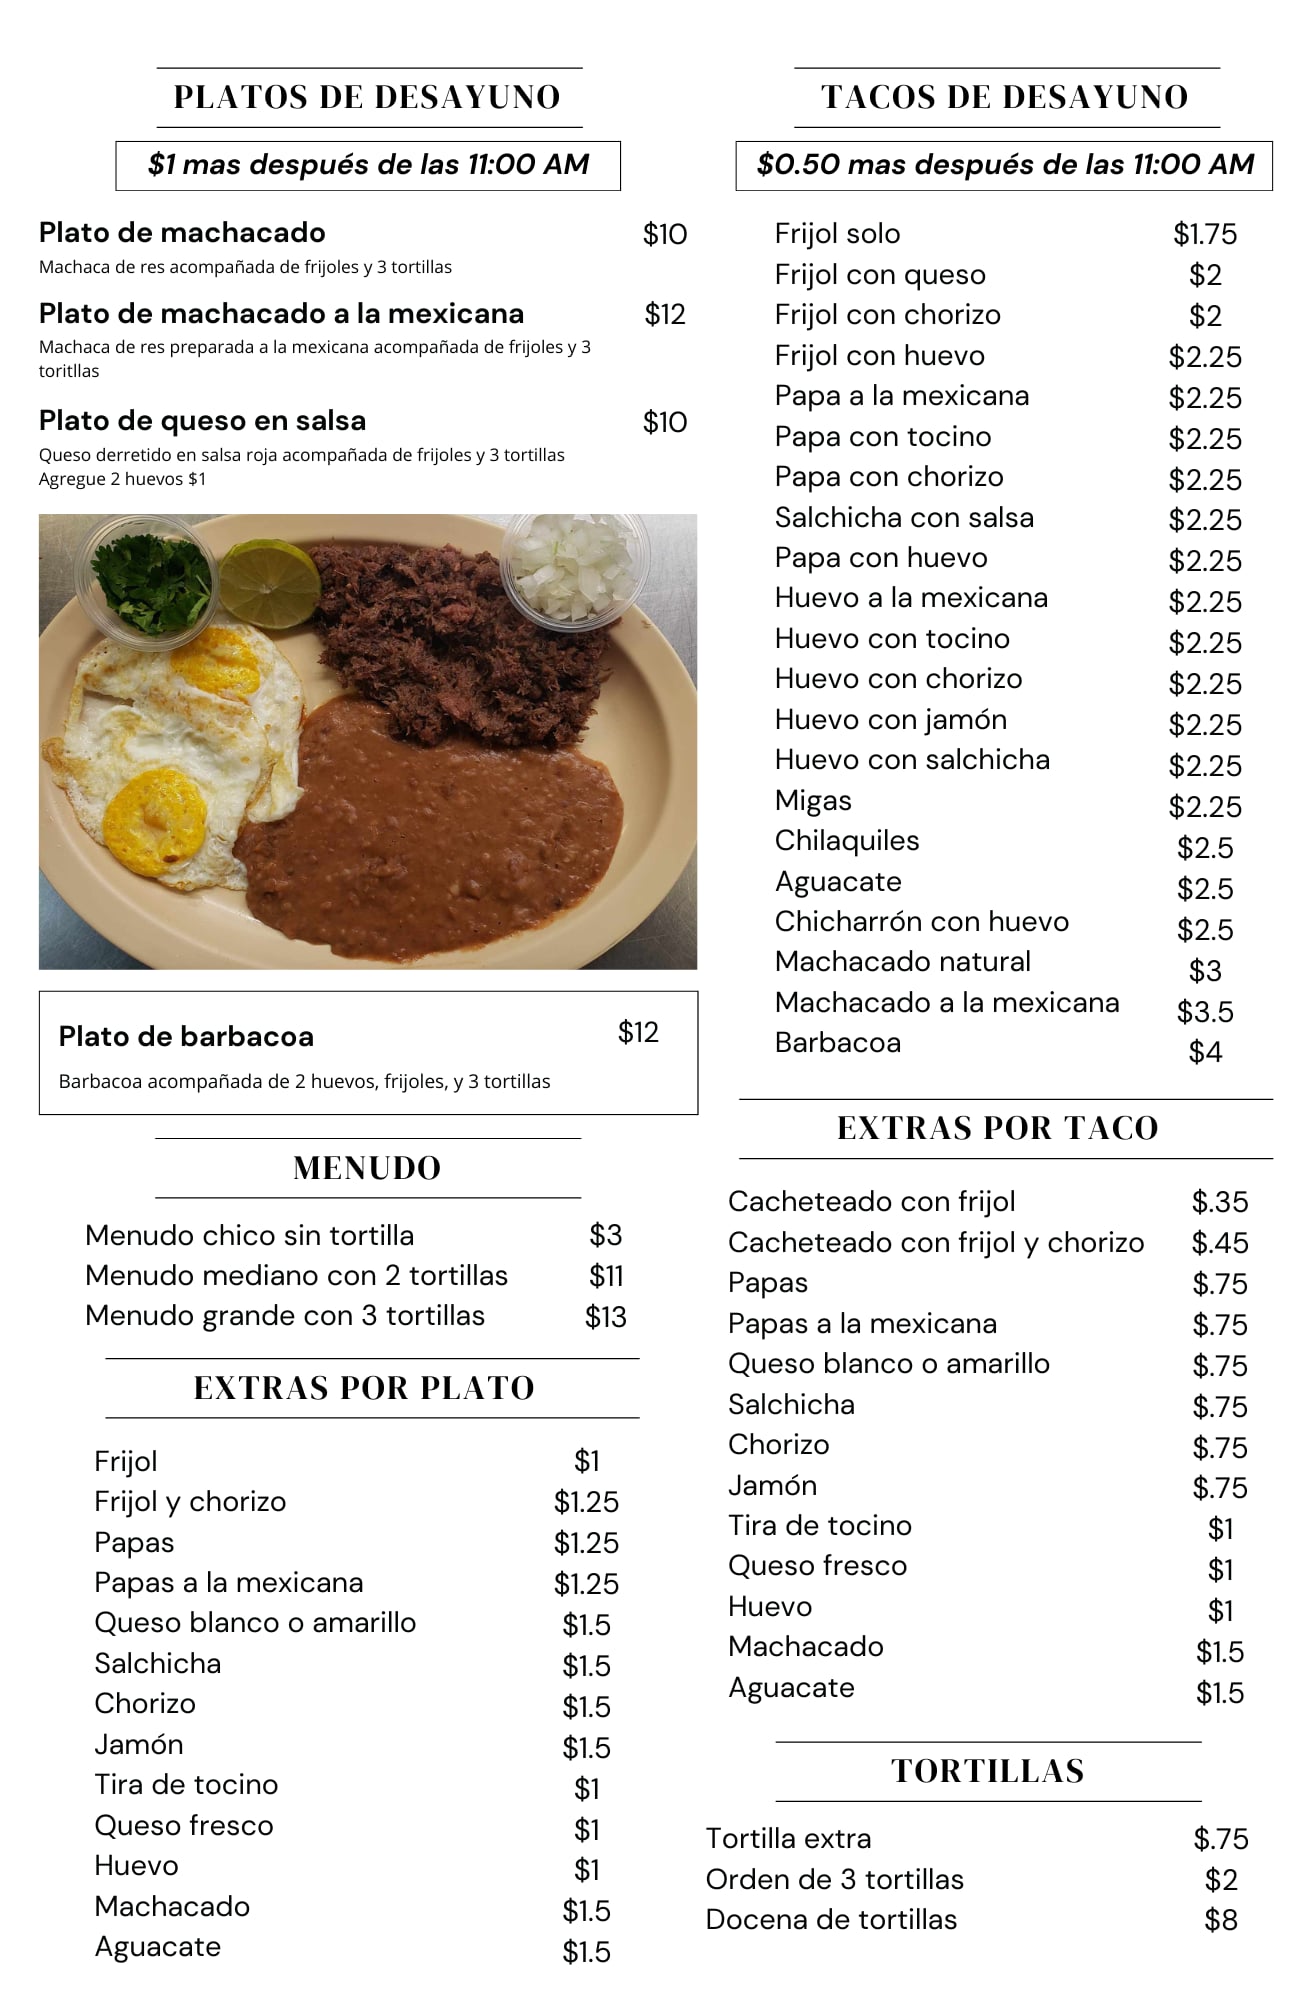 PLATOS DE DESAYUNO
$1 mas después de las 11:00 AM
Plato de machacado $10
Machaca de res acompañada de frijoles y 3 tortillas
Plato de machacado a la mexicana $12
Machaca de res preparada a la mexicana acompañada de frijoles y 3
toritllas
Plato de queso en salsa $10
Queso derretido en salsa roja acompañada de frijoles y 3 tortillas
Agregue 2 huevos $1
Plato de barbacoa $12
Barbacoa acompañada de 2 huevos, frijoles, y 3 tortillas
MENUDO
Menudo chico sin tortilla $3
Menudo mediano con 2 tortillas $11
Menudo grande con 3 tortillas $13
EXTRAS POR PLATO
Frijol $1
Frijol y chorizo $1.25
Papas $1.25
Papas a la mexicana $1.25
Queso blanco o amarillo $1.5
Salchicha $1.5
Chorizo $1.5
Jamón $1.5
Tira de tocino $1
Queso fresco $1
Huevo $1
Machacado $1.5
Aguacate $1.5
TACOS DE DESAYUNO
$0.50 mas después de las 11:00 AM
Frijol solo $1.75
Frijol con queso $2
Frijol con chorizo $2
Frijol con huevo $2.25
Papa a la mexicana $2.25
Papa con tocino $2.25
Papa con chorizo $2.25
Salchicha con salsa $2.25
Papa con huevo $2.25
Huevo a la mexicana $2.25
Huevo con tocino $2.25
Huevo con chorizo $2.25
Huevo con jamón $2.25
Huevo con salchicha $2.25
Migas $2.25
Chilaquiles $2.5
Aguacate $2.5
Chicharrón con huevo $2.5
Machacado natural $3
Machacado a la mexicana $3.5
Barbacoa $4
EXTRAS POR TACO
Cacheteado con frijol $.35
Cacheteado con frijol y chorizo $.45
Papas $.75
Papas a la mexicana $.75
Queso blanco o amarillo $.75
Salchicha $.75
Chorizo $.75
Jamón $.75
Tira de tocino $1
Queso fresco $1
Huevo $1
Machacado $1.5
Aguacate $1.5
TORTILLAS
Tortilla extra $.75
Orden de 3 tortillas $2
Docena de tortillas $8